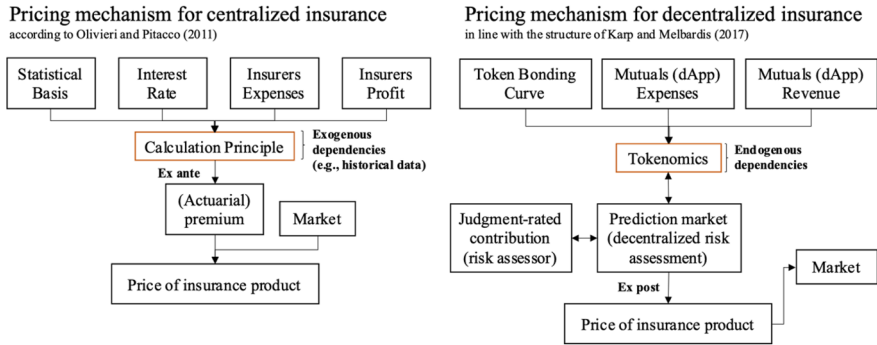 Pricing mechanism for centralized insurance
according to Olivieri and Pitacco (2011)
Statistical
Basis
Interest
Rate
Insurers
Expenses
Insurers
Profit
Calculation Principle
Exogenous
dependencies
(e.g., historical data)
Ex ante
(Actuarial)
premium
Market
Price of insurance product
Pricing mechanism for decentralized insurance
in line with the structure of Karp and Melbardis (2017)
Token Bonding
Curve
Mutuals (dApp)
Expenses
Mutuals (dApp)
Revenue
Tokenomics
Endogenous
dependencies
Judgment-rated
contribution
(risk assessor)
Prediction market
(decentralized risk
assessment)
Ex post
Market
Price of insurance product